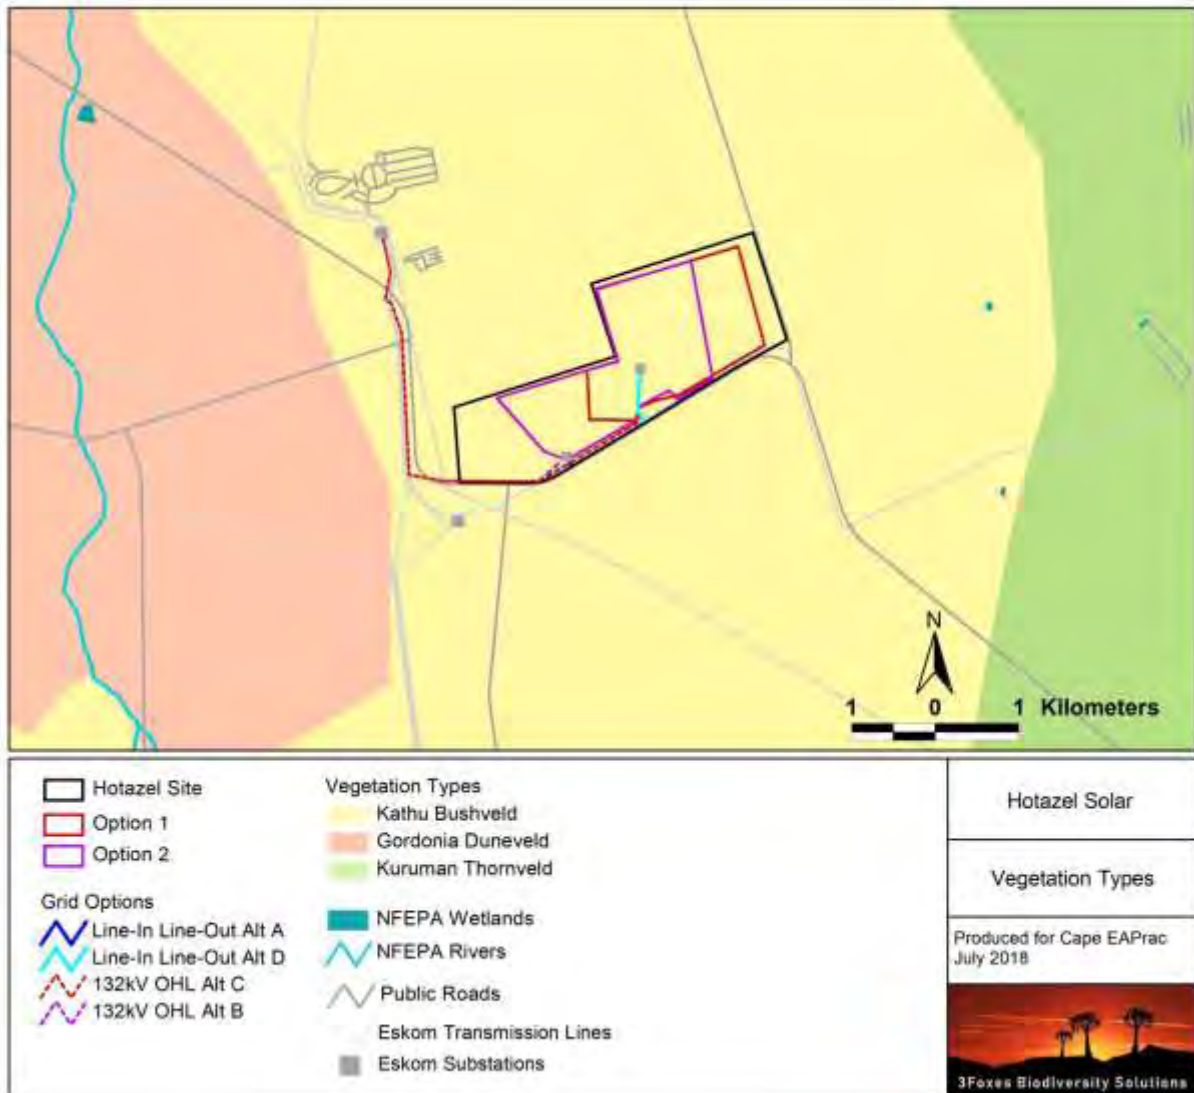 N
1 0 1 Kilometers
Hotazel Site
Option 1
Option 2
Grid Options
Line-In Line-Out Alt A
Line-In Line-Out Alt D
132kV OHL Alt C
132kV OHL Alt B
Vegetation Types
Kathu Bushveld
Gordonia Duneveld
Kuruman Thornveld
NFEPA Wetlands
NFEPA Rivers
Public Roads
Eskom Transmission Lines
Eskom Substations
Hotazel Solar
Vegetation Types
Produced for Cape EAPrac
July 2018
3Foxes Biodiversity Solutions